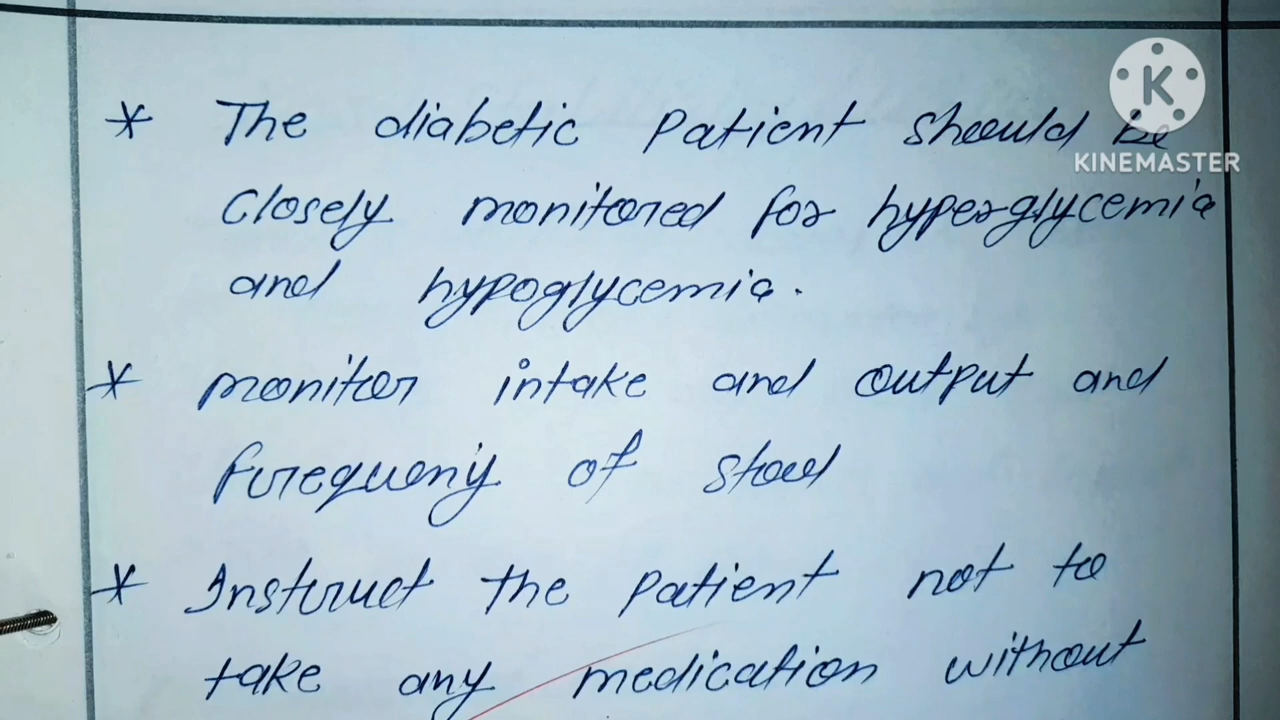 * The diabetic Patient should be
closely monitored for hyperglycemia
and hypoglycemia.
* monitor intake and output and
furequeny of stool
* Instruct the patient not to
take any medication without
KINEMASTER